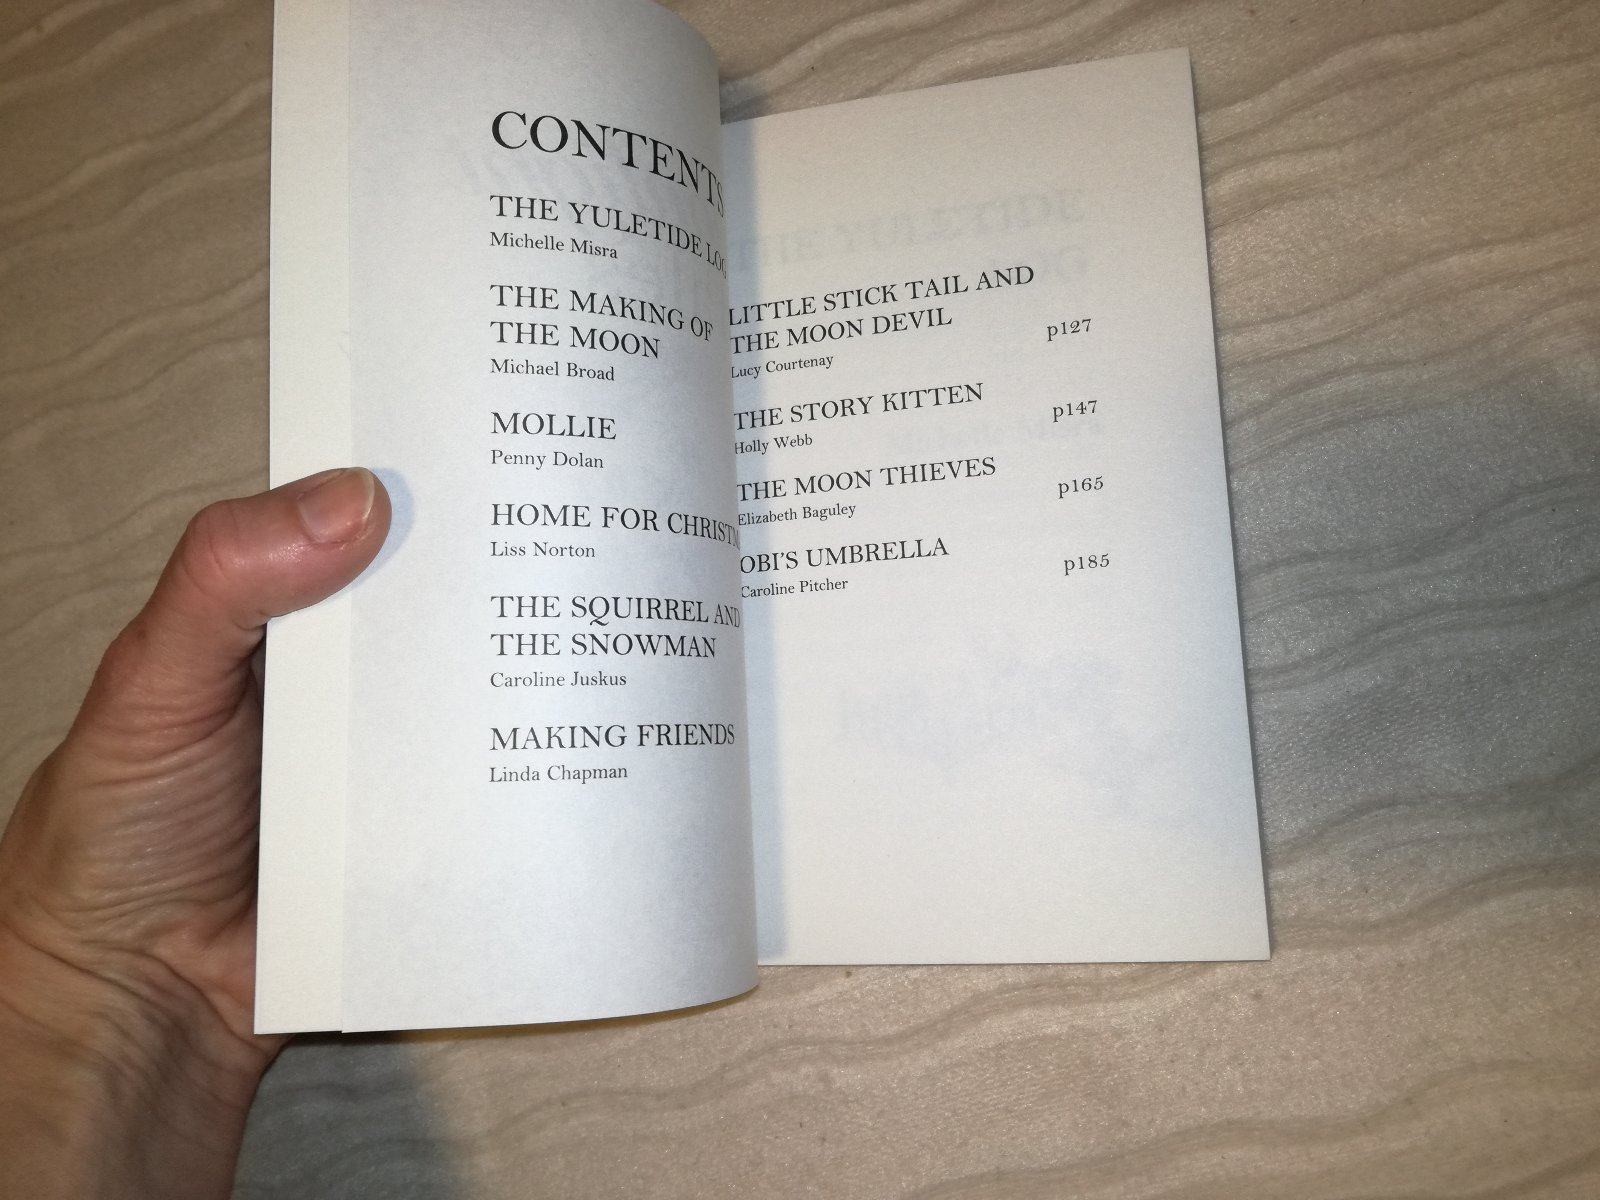 CONTENTS
THE YULETIDE LOG
Michelle Misra
THE MAKING OF
THE MOON
Michael Broad
MOLLIE
Penny Dolan
HOME FOR
Liss Norton
THE SQUIRREL AND
THE SNOWMAN
Caroline Juskus
MAKING FRIENDS
Linda Chapman
LITTLE STICK TAIL AND
THE MOON DEVIL p127
Lucy Courtenay
THE STORY KITTEN p147
Holly Webb
THE MOON THIEVES p165
Elizabeth Baguley
OBI'S UMBRELLA p185
Caroline Pitcher